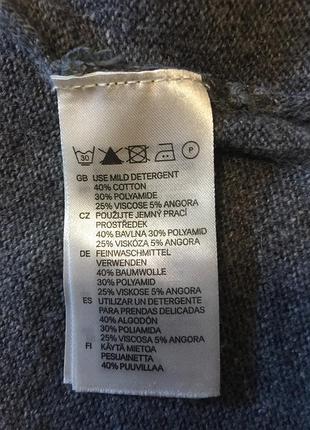 30 P
GB USE MILD DETERGENT
40% COTTON
30% POLYAMIDE
25% VISCOSE 5% ANGORA
CZ POUŽIJTE JEMNÝ PRACÍ
PROSTŘEDEK
40% BAVLNA 30% POLYAMID
25% VISKÓZA 5% ANGORA
DE FEINWASCHMITTEL
VERWENDEN
40% BAUMWOLLE
30% POLYAMID
25% VISKOSE 5% ANGORA
ES UTILIZAR UN DETERGENTE
PARA PRENDAS DELICADAS
40% ALGODÓN
30% POLIAMIDA
25% VISCOSA 5% ANGORA
FI KÄYTÄ MIETOA
PESUAINETTA
40% PUUVILLAA